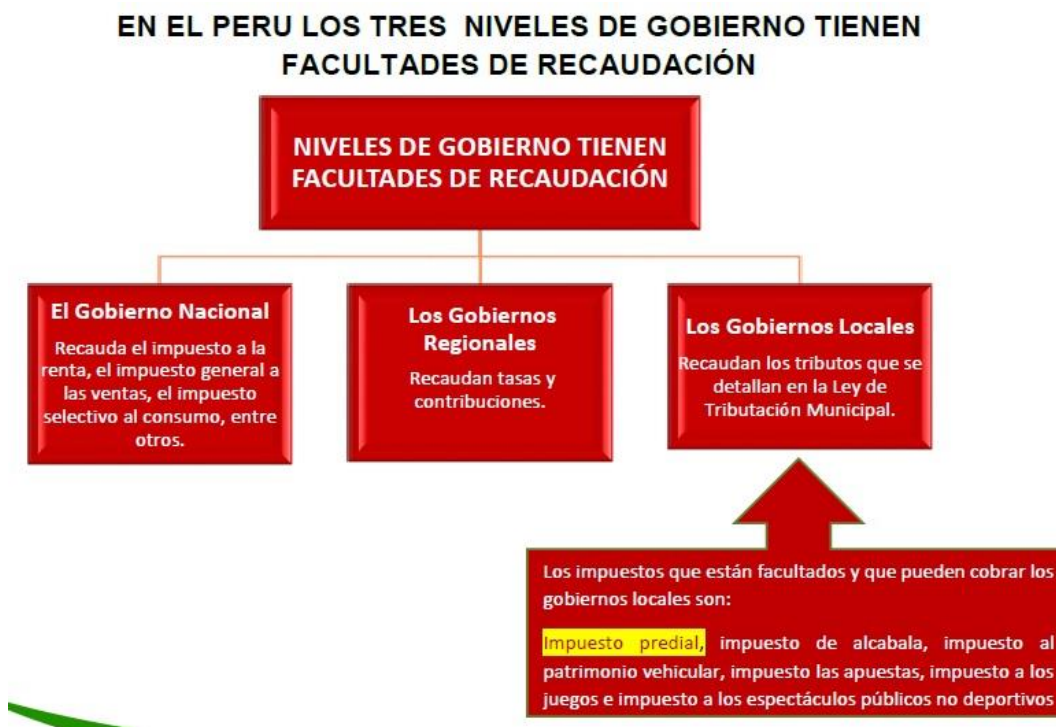 EN EL PERU LOS TRES NIVELES DE GOBIERNO TIENEN
FACULTADES DE RECAUDACIÓN
NIVELES DE GOBIERNO TIENEN
FACULTADES DE RECAUDACIÓN
El Gobierno Nacional
Recauda el impuesto a la
renta, el impuesto general a
las ventas, el impuesto
selectivo al consumo, entre
otros.
Los Gobiernos
Regionales
Recaudan tasas y
contribuciones.
Los Gobiernos Locales
Recaudan los tributos que se
detallan en la Ley de
Tributación Municipal.
Los impuestos que están facultados y que pueden cobrar los
gobiernos locales son:
Impuesto predial, impuesto de alcabala, impuesto al
patrimonio vehicular, impuesto las apuestas, impuesto a los
juegos e impuesto a los espectáculos públicos no deportivos